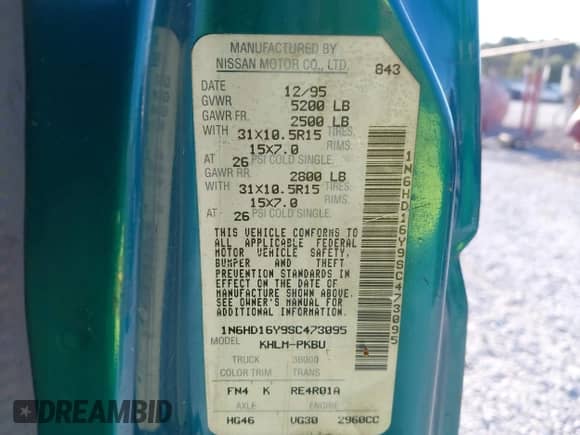 MANUFACTURED BY
NISSAN MOTOR CO., LTD. 843
DATE 12/95
GVWR 5200 LB
GAWR FR. 2500 LB
WITH 31X10.5R15 TIRES,
15X7.0 RIMS.
AT 26 PSI COLD SINGLE.
GAWR RR. 2800 LB
WITH 31X10.5R15 TIRES,
15X7.0 RIMS.
AT 26 PSI COLD SINGLE.
THIS VEHICLE CONFORMS TO
ALL APPLICABLE FEDERAL
MOTOR VEHICLE SAFETY,
BUMPER AND THEFT
PREVENTION STANDARDS IN
EFFECT ON THE DATE OF
MANUFACTURE SHOWN ABOVE.
SEE OWNER'S MANUAL FOR
ADDITIONAL INFORMATION.
1N6HD16Y9SC473095
KHLM-PKBU
TRUCK
COLOR TRIM TRANS
FN4 K RE4R01A
AXLE ENGINE
HG46 VG30 2960CC
1N6HD16Y9SC473095
DREAMBID